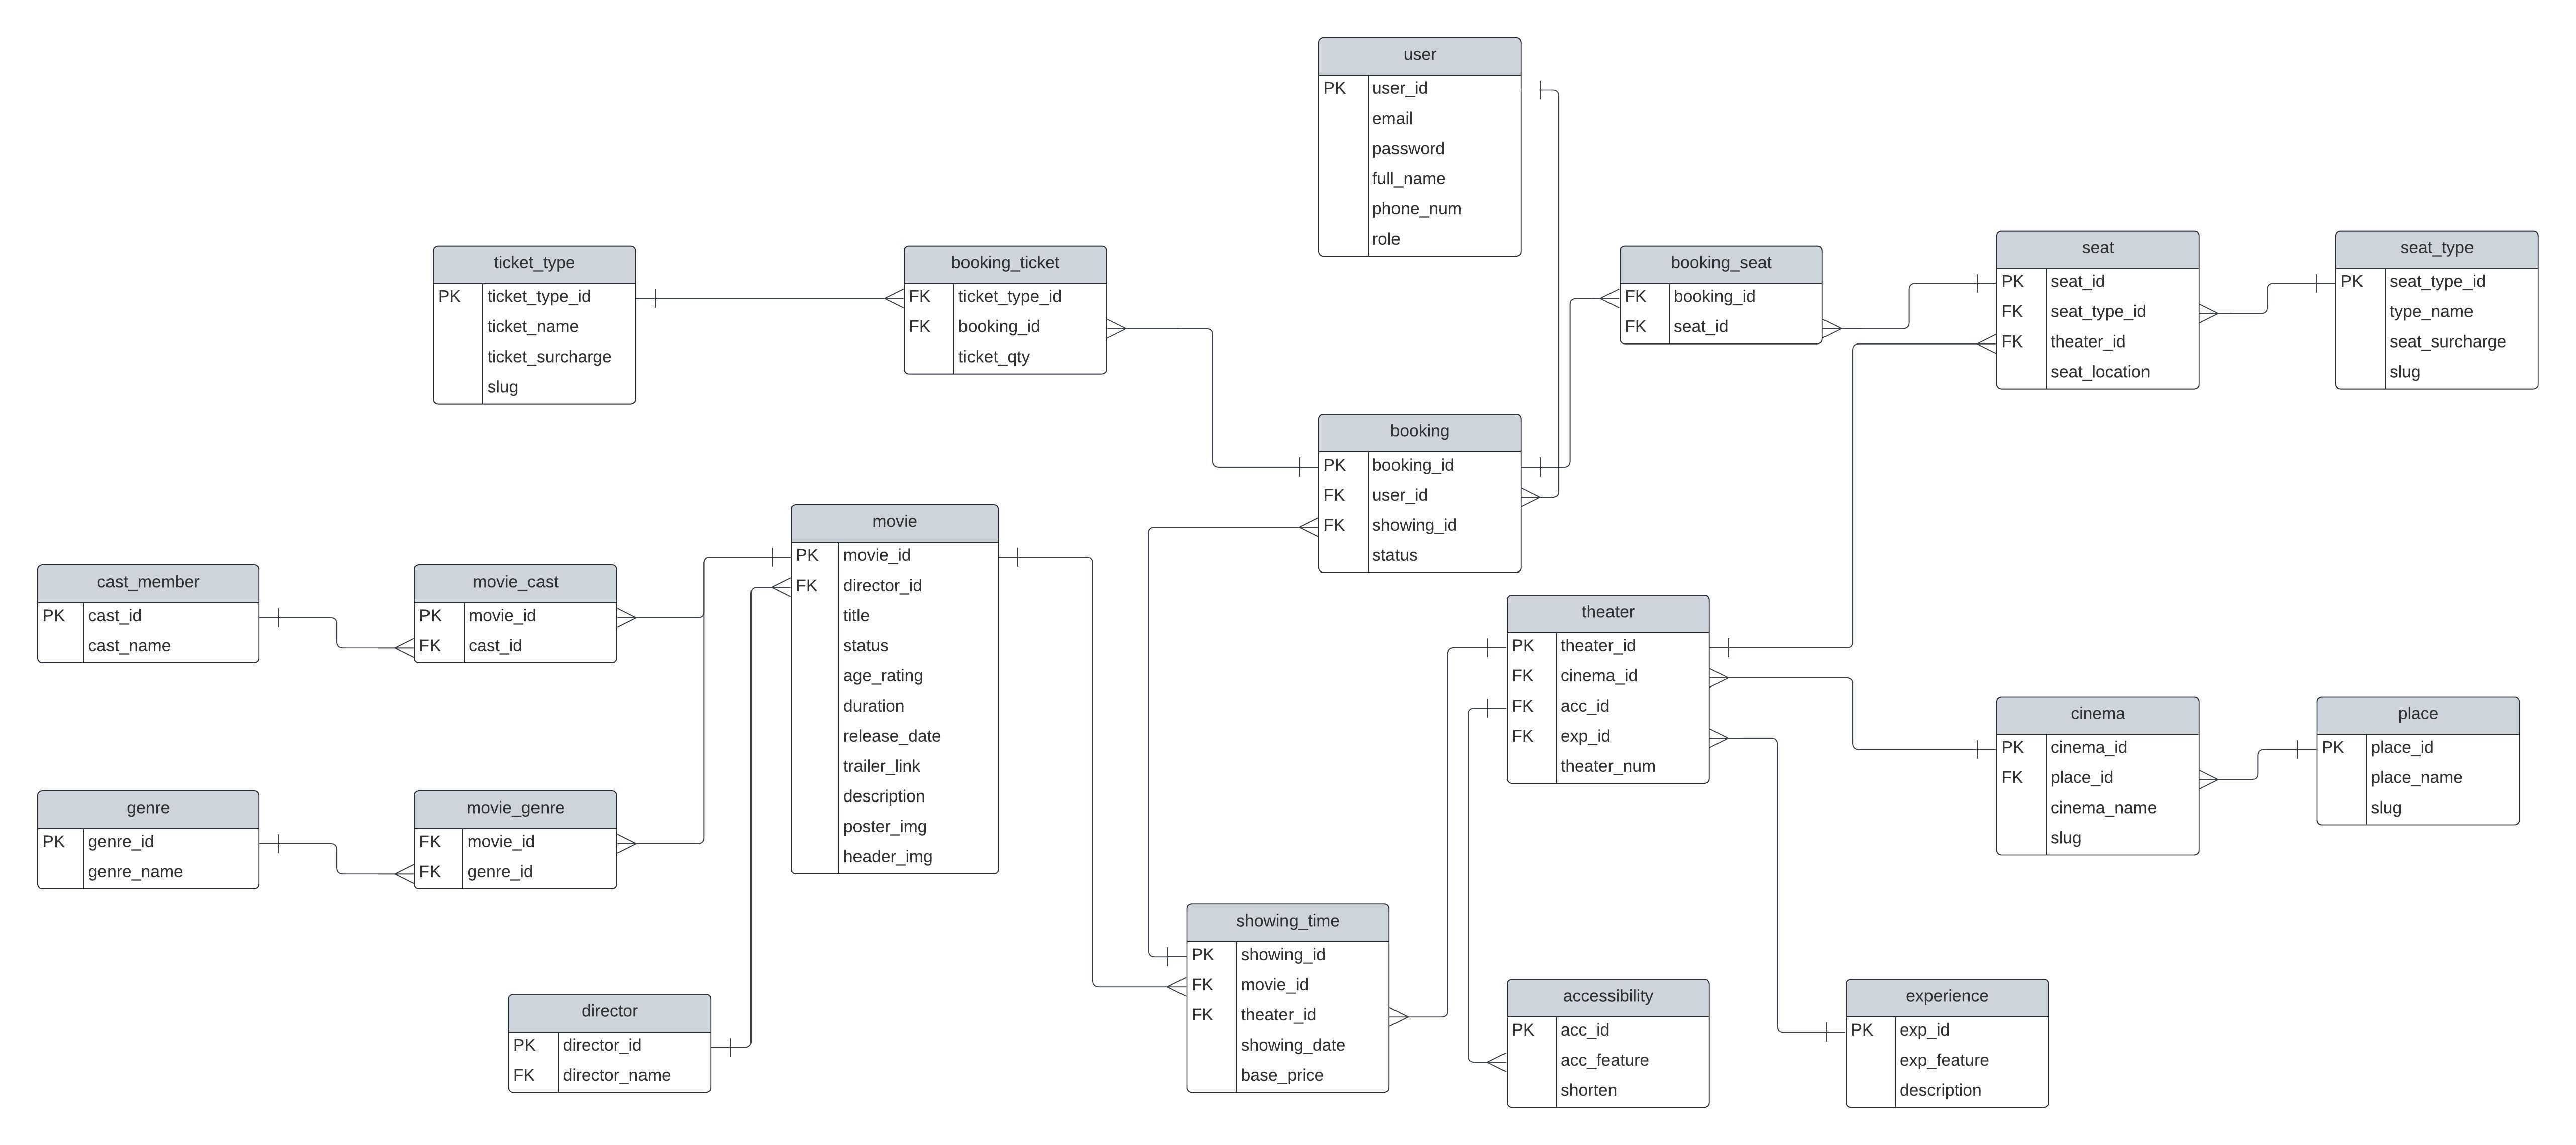 user
PK user_id
email
password
full_name
phone_num
role
ticket_type
PK ticket_type_id
ticket_name
ticket_surcharge
slug
booking_ticket
FK ticket_type_id
FK booking_id
ticket_qty
booking_seat
FK booking_id
FK seat_id
seat
PK seat_id
FK seat_type_id
FK theater_id
seat_location
seat_type
PK seat_type_id
type_name
seat_surcharge
slug
booking
PK booking_id
FK user_id
FK showing_id
status
movie
PK movie_id
FK director_id
title
status
age_rating
duration
release_date
trailer_link
description
poster_img
header_img
cast_member
PK cast_id
cast_name
movie_cast
PK movie_id
FK cast_id
theater
PK theater_id
FK cinema_id
FK acc_id
FK exp_id
theater_num
cinema
PK cinema_id
FK place_id
cinema_name
slug
place
PK place_id
place_name
slug
genre
PK genre_id
genre_name
movie_genre
FK movie_id
FK genre_id
showing_time
PK showing_id
FK movie_id
FK theater_id
showing_date
base_price
director
PK director_id
FK director_name
accessibility
PK acc_id
acc_feature
shorten
experience
PK exp_id
exp_feature
description